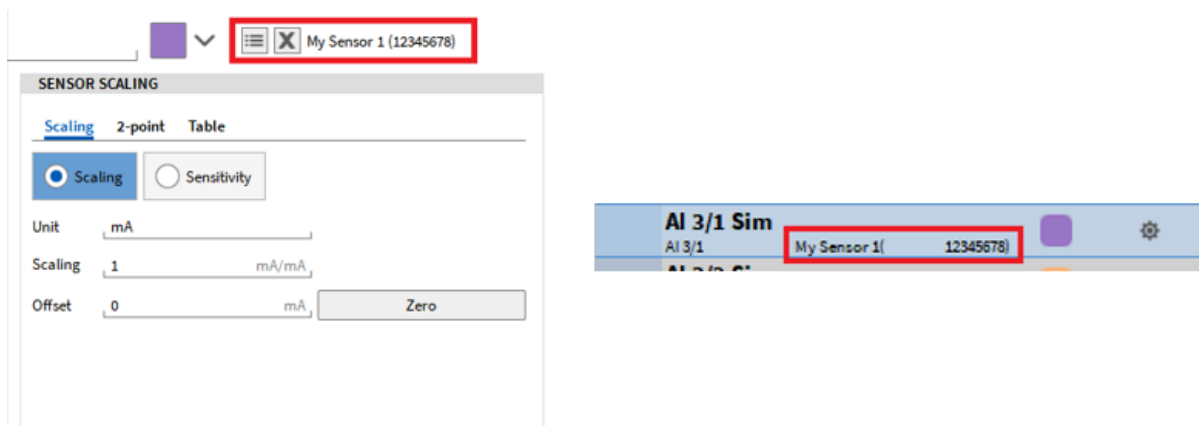 My Sensor 1 (12345678)
SENSOR SCALING
Scaling 2-point Table
Scaling Sensitivity
Unit mA
Scaling 1 mA/mA
Offset 0 mA Zero
AI 3/1 Sim
AI 3/1 My Sensor 1( 12345678)